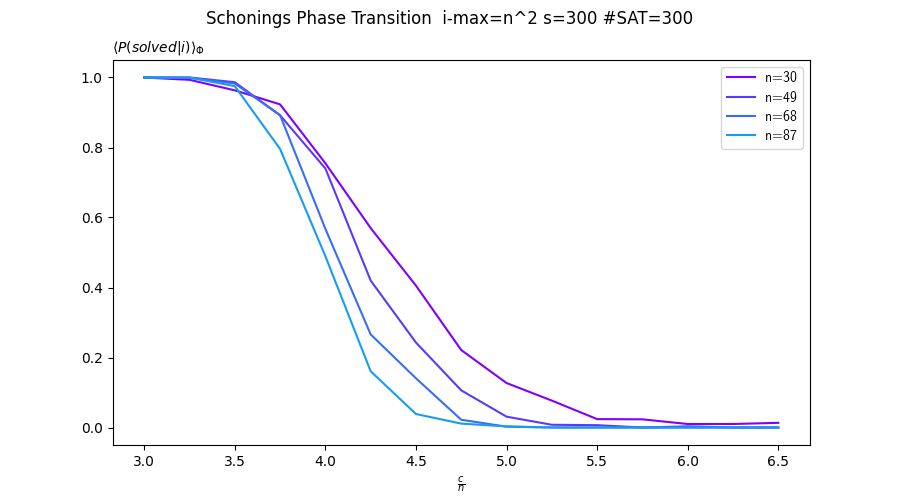 Schonings Phase Transition  i-max=n^2 s=300 #SAT=300
⟨P(solved|i)⟩Φ
1.0
0.8
0.6
0.4
0.2
0.0
n=30
n=49
n=68
n=87
3.0 3.5 4.0 4.5 5.0 5.5 6.0 6.5
c/n